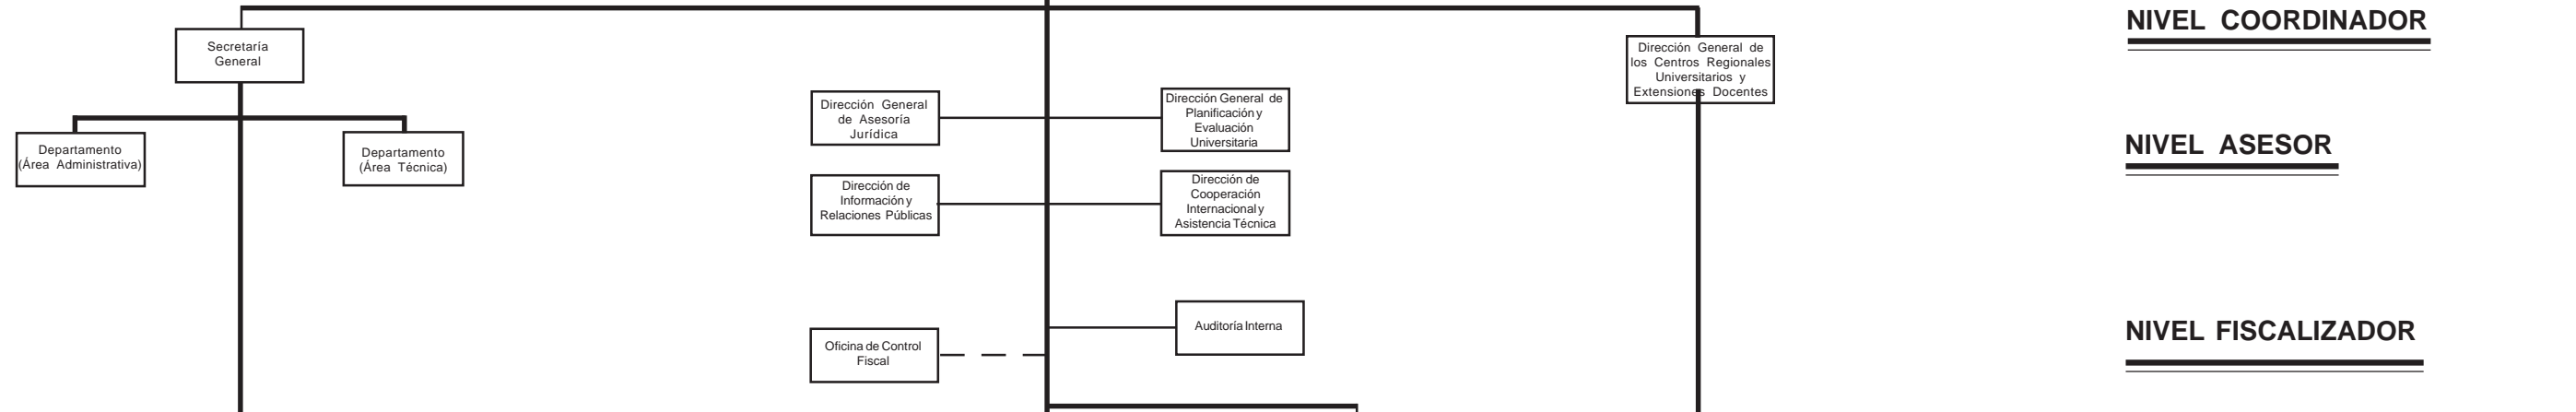 NIVEL COORDINADOR
Secretaría
General
Dirección General de
los Centros Regionales
Universitarios y
Extensiones Docentes
Dirección General
de Asesoría
Jurídica
Dirección General de
Planificación y
Evaluación
Universitaria
NIVEL ASESOR
Departamento
(Área Administrativa)
Departamento
(Área Técnica)
Dirección de
Información y
Relaciones Públicas
Dirección de
Cooperación
Internacional y
Asistencia Técnica
Auditoría Interna
NIVEL FISCALIZADOR
Oficina de Control
Fiscal